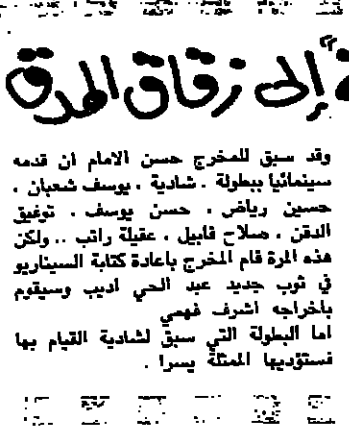 إلى زقاق المدق
وقد سبق للمخرج حسن الامام ان قدمه
سينمائيا ببطولة . شادية . يوسف شعبان .
حسين رياض . حسن يوسف . توفيق
الدقن . صلاح قابيل . عقيلة راتب .. ولكن
هذه المرة قام المخرج باعادة كتابة السيناريو
في ثوب جديد عبد الحي اديب وسيقوم
باخراجه اشرف فهمي
اما البطولة التي سبق لشادية القيام بها
فستؤديها الممثلة يسرا .